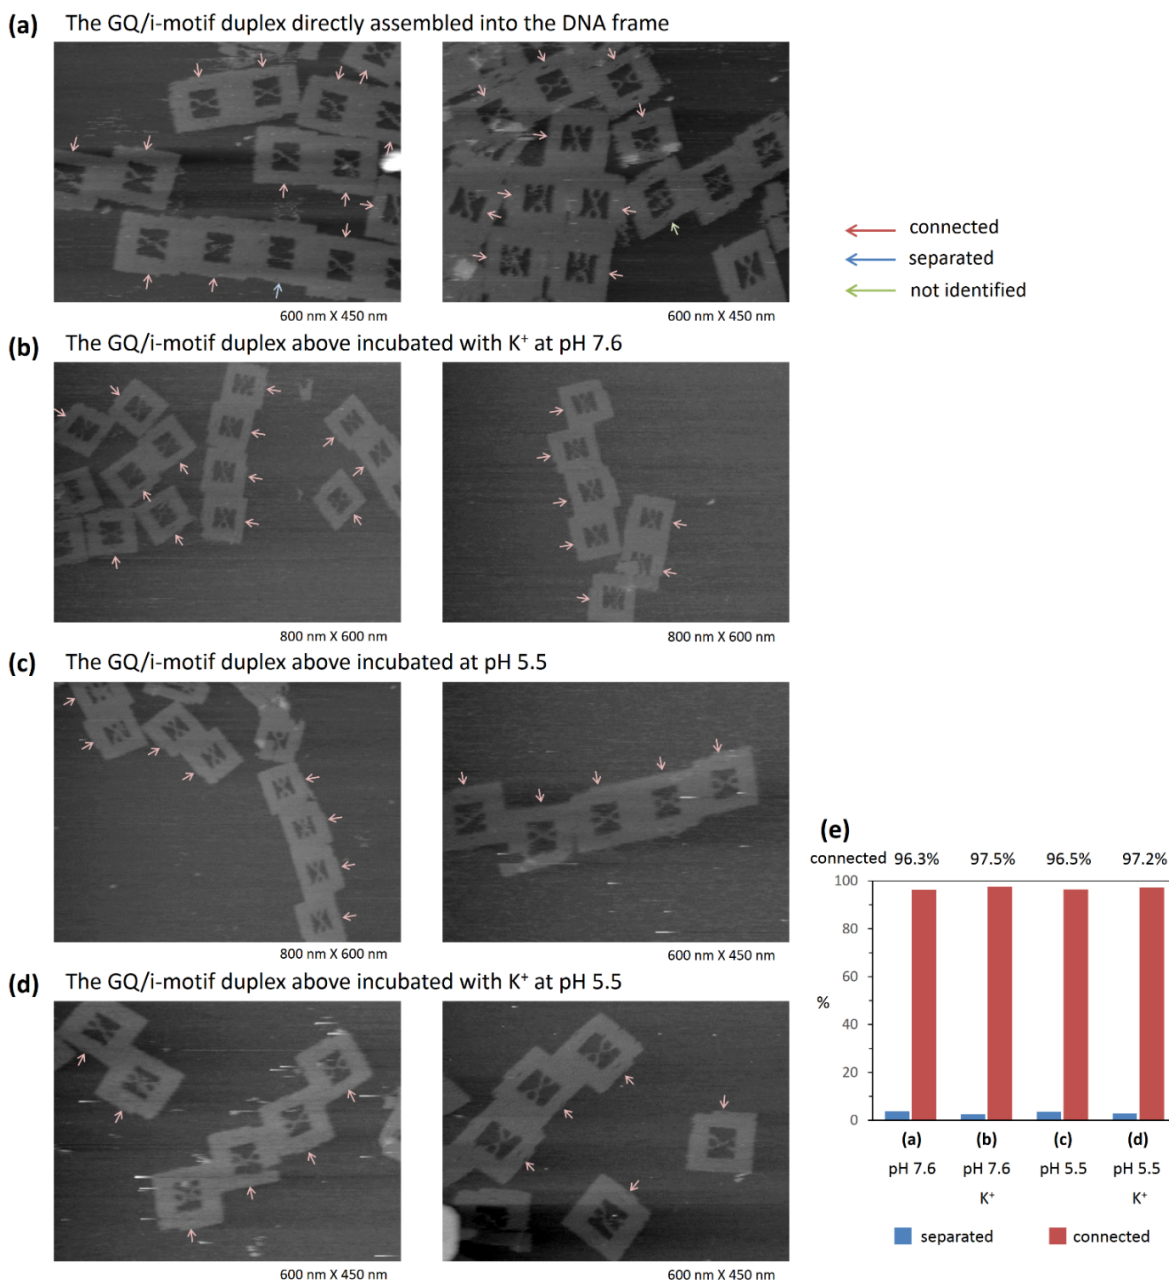 (a) The GQ/i-motif duplex directly assembled into the DNA frame
600 nm X 450 nm
600 nm X 450 nm
connected
separated
not identified
(b) The GQ/i-motif duplex above incubated with K⁺ at pH 7.6
800 nm X 600 nm
800 nm X 600 nm
(c) The GQ/i-motif duplex above incubated at pH 5.5
800 nm X 600 nm
600 nm X 450 nm
(d) The GQ/i-motif duplex above incubated with K⁺ at pH 5.5
600 nm X 450 nm
600 nm X 450 nm
(e)
connected 96.3% 97.5% 96.5% 97.2%
100
80
60
%
40
20
0
(a) (b) (c) (d)
pH 7.6 pH 7.6 pH 5.5 pH 5.5
K⁺ K⁺
separated connected